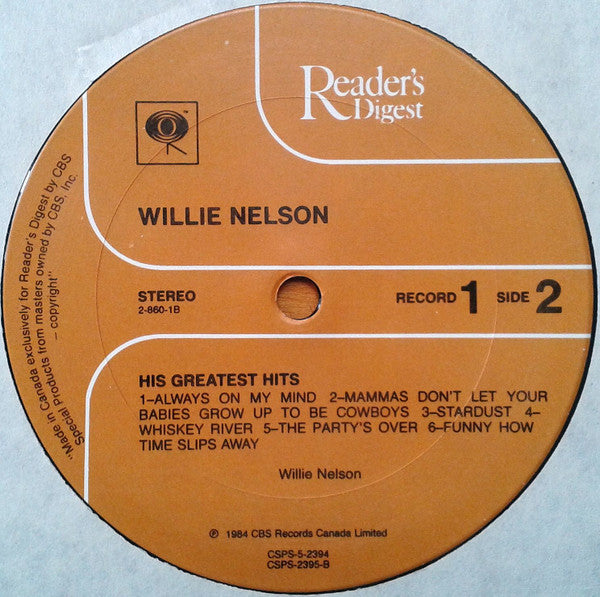 Reader's
Digest
™
WILLIE NELSON
STEREO
2-860-1B
RECORD 1 SIDE 2
HIS GREATEST HITS
1–ALWAYS ON MY MIND 2–MAMMAS DON'T LET YOUR
BABIES GROW UP TO BE COWBOYS 3–STARDUST 4–
WHISKEY RIVER 5–THE PARTY'S OVER 6–FUNNY HOW
TIME SLIPS AWAY
Willie Nelson
℗ 1984 CBS Records Canada Limited
CSPS-5-2394
CSPS-2395-B
"Made in Canada exclusively for Reader's Digest by CBS
Special Products from masters owned by CBS, Inc.
– copyright"